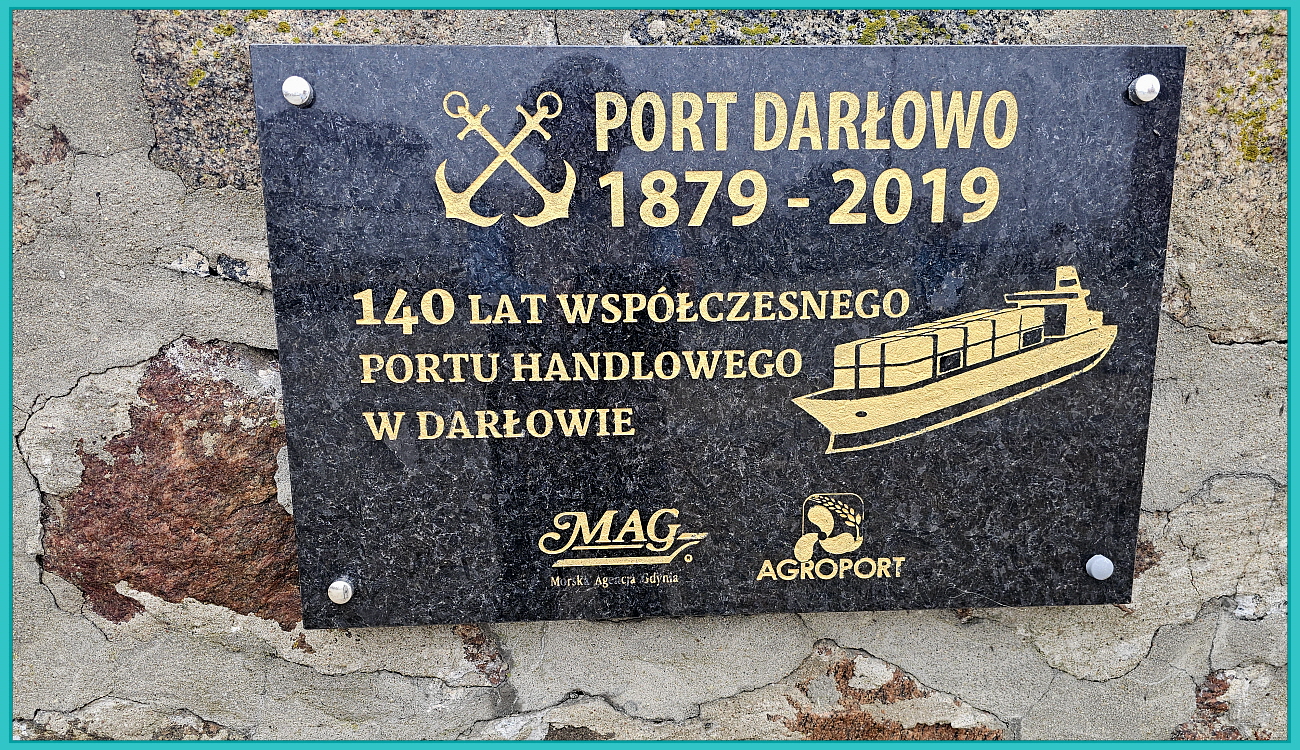 PORT DARŁOWO
1879 - 2019
140 LAT WSPÓŁCZESNEGO
PORTU HANDLOWEGO
W DARŁOWIE
MAG
Morska Agencja Gdynia
AGROPORT